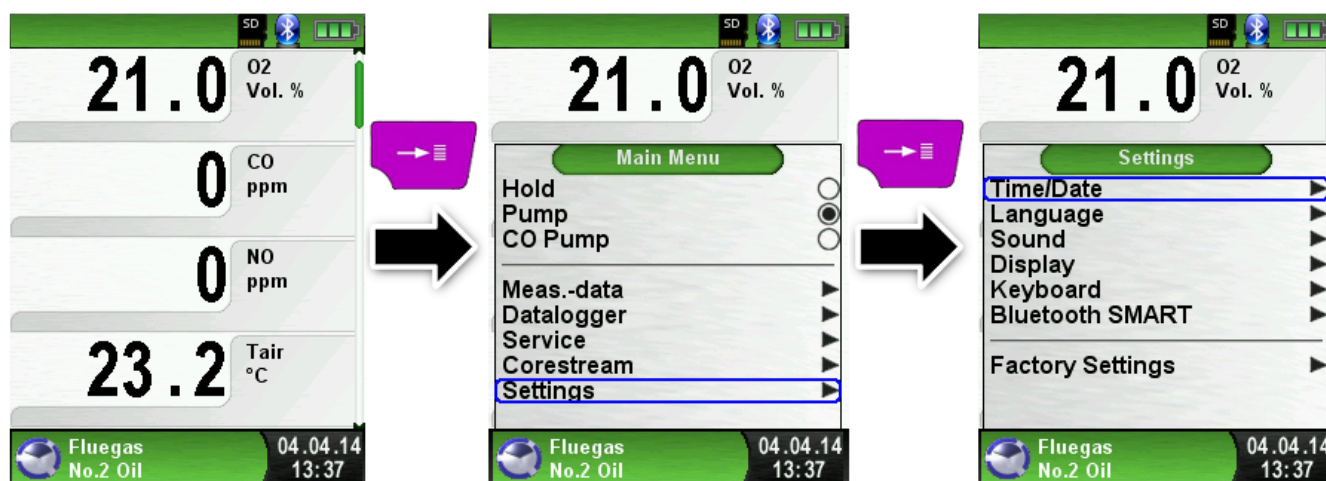 SD
21.0 O2
Vol. %
0 CO
ppm
0 NO
ppm
23.2 Tair
°C
Fluegas 04.04.14
No.2 Oil 13:37
SD
21.0 O2
Vol. %
Main Menu
Hold
Pump
CO Pump
Meas.-data
Datalogger
Service
Corestream
Settings
Fluegas 04.04.14
No.2 Oil 13:37
SD
21.0 O2
Vol. %
Settings
Time/Date
Language
Sound
Display
Keyboard
Bluetooth SMART
Factory Settings
Fluegas 04.04.14
No.2 Oil 13:37